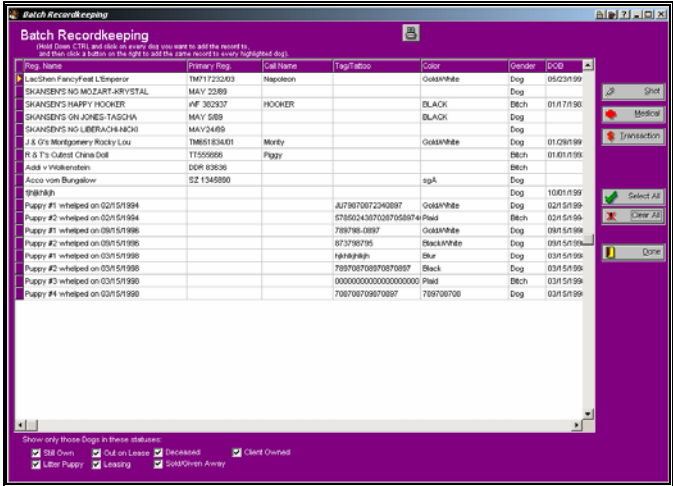 Batch Recordkeeping
Batch Recordkeeping
(Hold Down CTRL and click on every dog you want to add the record to,
and then click a button on the right to add the same record to every highlighted dog).
Reg. Name Primary Reg. Call Name Tag/Tattoo Color Gender DOB
LacShen FancyFeat L'Emperor TM717232/03 Napoleon Gold/White Dog 05/23/199
SKANSEN'S NG MOZART-KRYSTAL MAY 22/89 Dog
SKANSEN'S HAPPY HOOKER WF 382937 HOOKER BLACK Bitch 01/17/198
SKANSEN'S GN JONES-TASCHA MAY 5/89 BLACK Dog
SKANSEN'S NG LIBERACHI-NICKI MAY24/89 Dog
J & G's Montgomery Rocky Lou TM651834/01 Monty Gold/White Dog 01/29/199
R & T's Cutest China Doll TT555666 Piggy Bitch 01/01/199
Addi v Wolkenstein DDR 83636 Bitch
Acco vom Bungalow SZ 1345890 sgA Dog
Dog 10/01/199
Puppy #1 whelped on 02/15/1994 JU79870872340897 Gold/White Dog 02/15/199
Puppy #2 whelped on 02/15/1994 Plaid Bitch 02/15/199
Puppy #1 whelped on 09/15/1998 789798-0897 Gold/White Dog 09/15/199
Puppy #2 whelped on 09/15/1998 873798795 Black/White Dog 09/15/199
Puppy #1 whelped on 03/15/1998 Blur Dog 03/15/199
Puppy #2 whelped on 03/15/1998 789708708970870897 Black Dog 03/15/199
Puppy #3 whelped on 03/15/1998 Plaid Bitch 03/15/199
Puppy #4 whelped on 03/15/1998 708708709870897 789708708 Dog 03/15/199
Shot
Medical
Transaction
Select All
Clear All
Done
Show only those Dogs in these statuses:
Still Own Out on Lease Deceased Client Owned
Litter Puppy Leasing Sold/Given Away